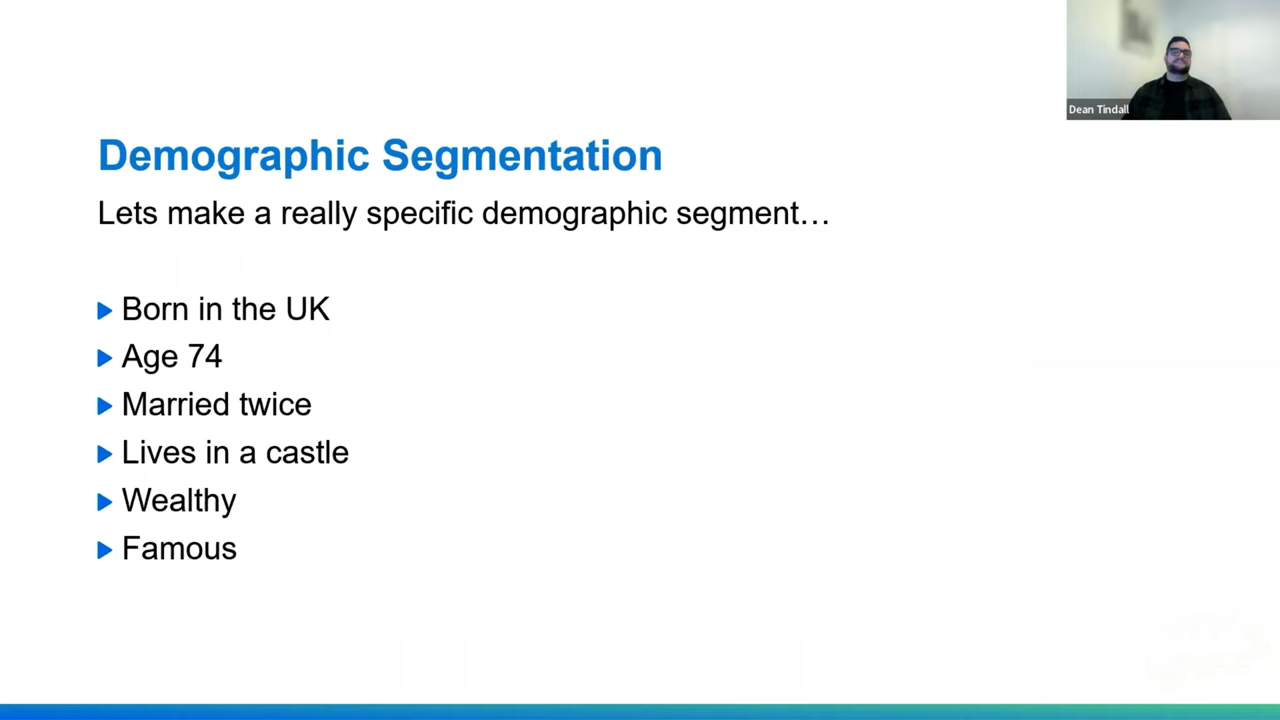 Dean Tindall
Demographic Segmentation
Lets make a really specific demographic segment…
Born in the UK
Age 74
Married twice
Lives in a castle
Wealthy
Famous